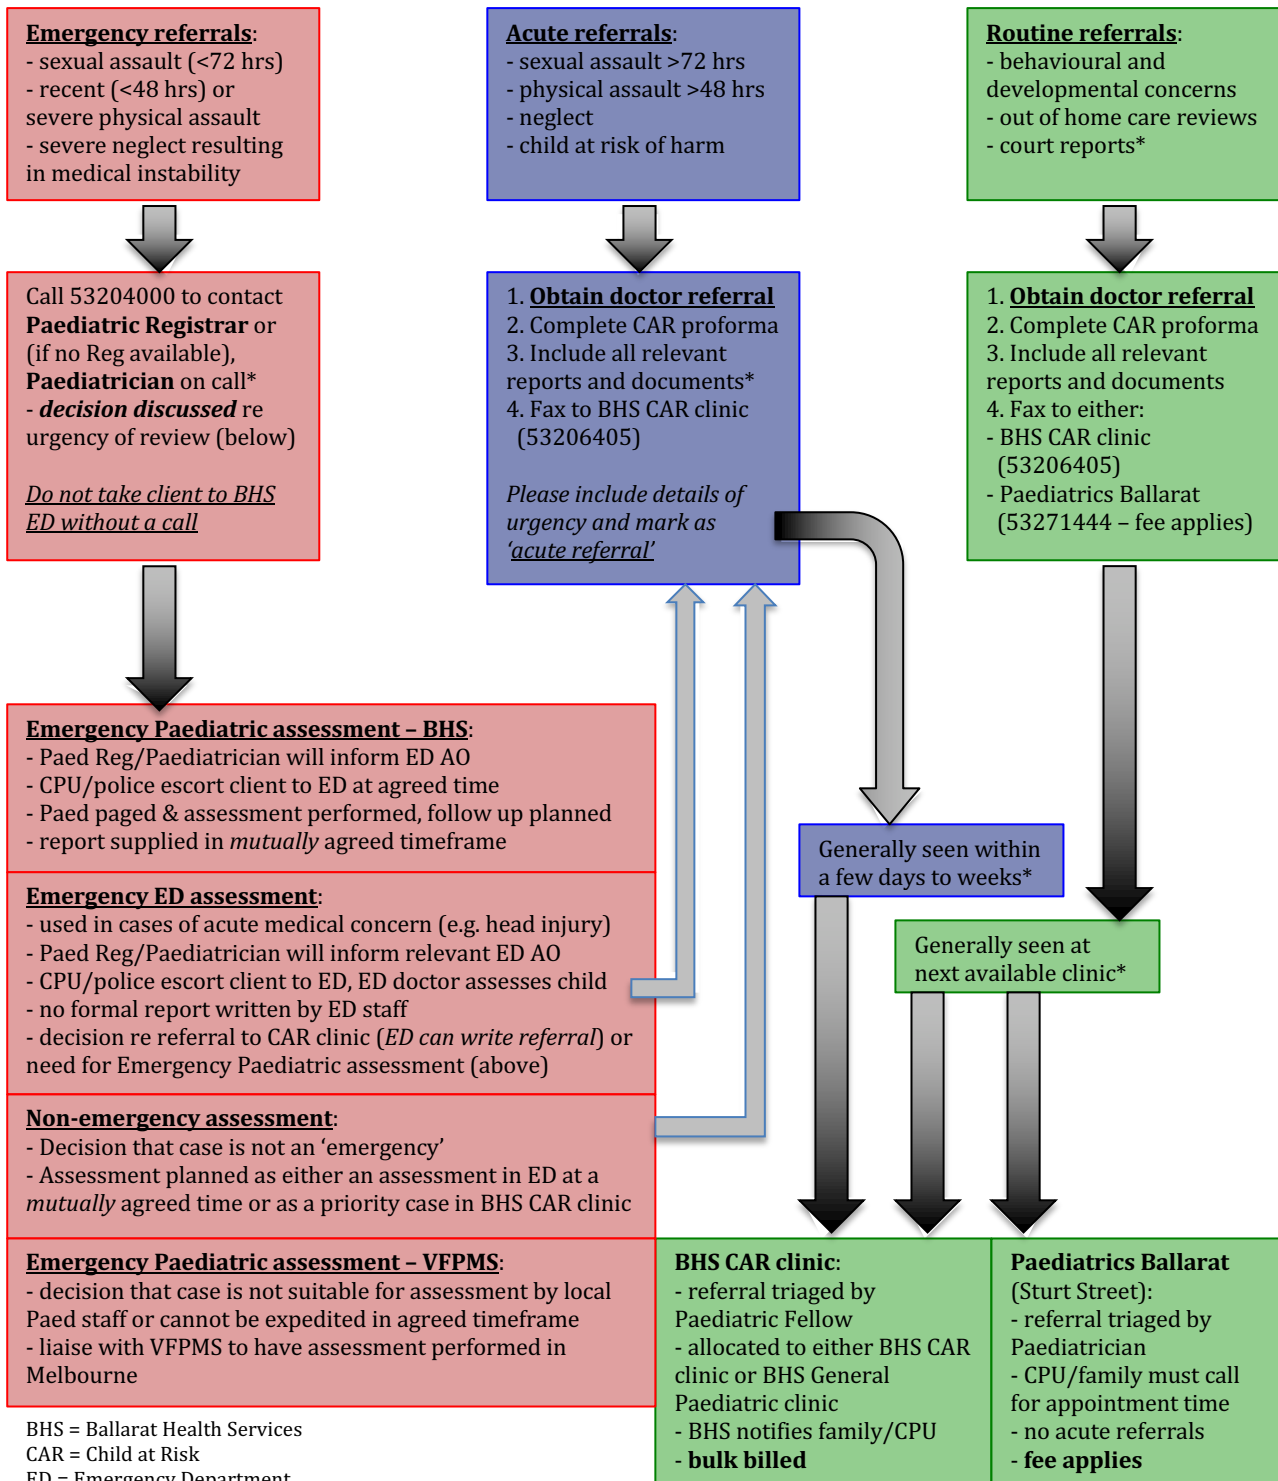 Emergency referrals:
- sexual assault (<72 hrs)
- recent (<48 hrs) or
severe physical assault
- severe neglect resulting
in medical instability
Acute referrals:
- sexual assault >72 hrs
- physical assault >48 hrs
- neglect
- child at risk of harm
Routine referrals:
- behavioural and
developmental concerns
- out of home care reviews
- court reports*
Call 53204000 to contact
Paediatric Registrar or
(if no Reg available),
Paediatrician on call*
- decision discussed re
urgency of review (below)
Do not take client to BHS
ED without a call
1. Obtain doctor referral
2. Complete CAR proforma
3. Include all relevant
reports and documents*
4. Fax to BHS CAR clinic
(53206405)
Please include details of
urgency and mark as
‘acute referral’
1. Obtain doctor referral
2. Complete CAR proforma
3. Include all relevant
reports and documents
4. Fax to either:
- BHS CAR clinic
(53206405)
- Paediatrics Ballarat
(53271444 – fee applies)
Emergency Paediatric assessment – BHS:
- Paed Reg/Paediatrician will inform ED AO
- CPU/police escort client to ED at agreed time
- Paed paged & assessment performed, follow up planned
- report supplied in mutually agreed timeframe
Emergency ED assessment:
- used in cases of acute medical concern (e.g. head injury)
- Paed Reg/Paediatrician will inform relevant ED AO
- CPU/police escort client to ED, ED doctor assesses child
- no formal report written by ED staff
- decision re referral to CAR clinic (ED can write referral) or
need for Emergency Paediatric assessment (above)
Non-emergency assessment:
- Decision that case is not an ‘emergency’
- Assessment planned as either an assessment in ED at a
mutually agreed time or as a priority case in BHS CAR clinic
Emergency Paediatric assessment – VFPMS:
- decision that case is not suitable for assessment by local
Paed staff or cannot be expedited in agreed timeframe
- liaise with VFPMS to have assessment performed in
Melbourne
Generally seen within
a few days to weeks*
Generally seen at
next available clinic*
BHS CAR clinic:
- referral triaged by
Paediatric Fellow
- allocated to either BHS CAR
clinic or BHS General
Paediatric clinic
- BHS notifies family/CPU
- bulk billed
Paediatrics Ballarat
(Sturt Street):
- referral triaged by
Paediatrician
- CPU/family must call
for appointment time
- no acute referrals
- fee applies
BHS = Ballarat Health Services
CAR = Child at Risk
ED = Emergency Department